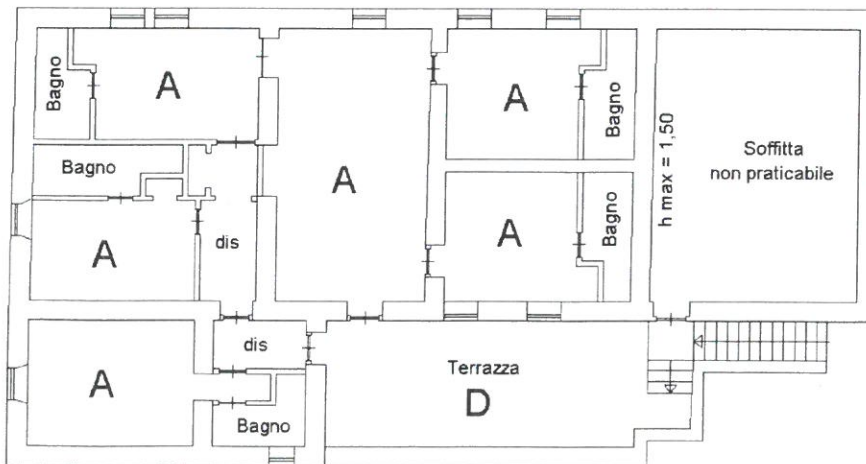 Bagno
A
A
Bagno
h max = 1,50
Soffitta
non praticabile
Bagno
A
A
Bagno
A
dis
dis
A
Bagno
Terrazza
D